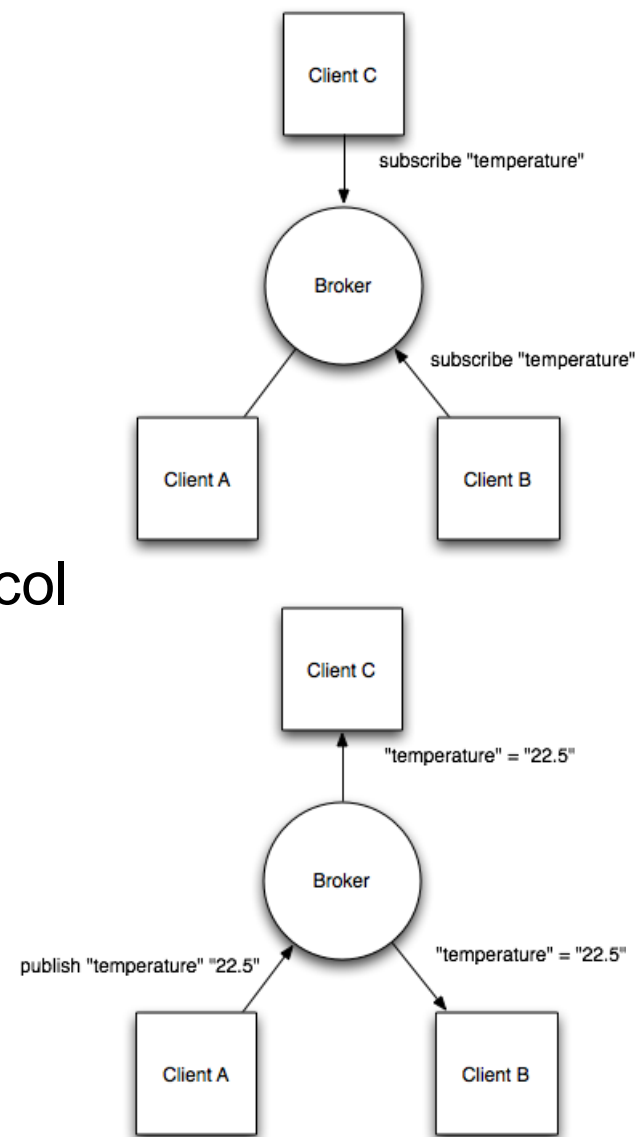 Client C
subscribe "temperature"
Broker
subscribe "temperature"
Client A
Client B
col
Client C
"temperature" = "22.5"
Broker
publish "temperature" "22.5"
"temperature" = "22.5"
Client A
Client B